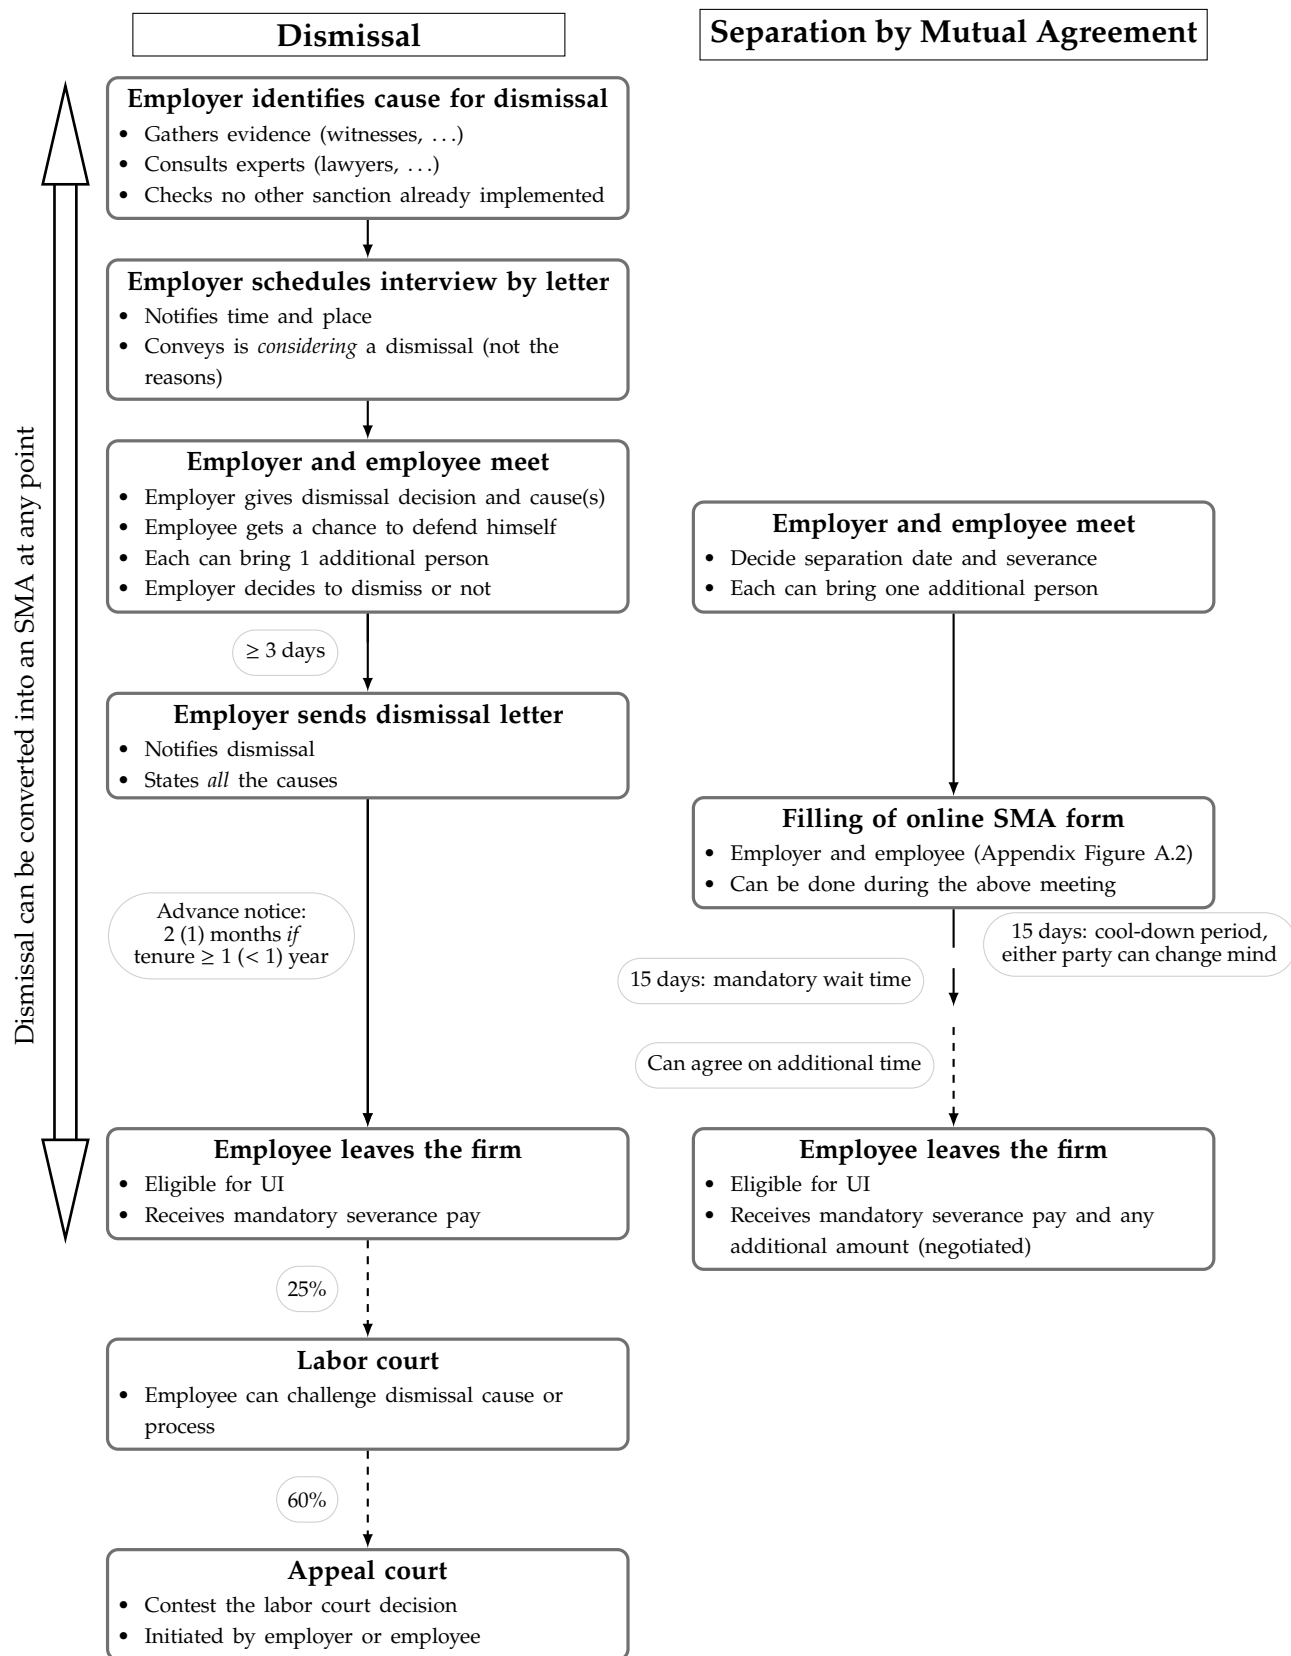 Dismissal
Separation by Mutual Agreement
Dismissal can be converted into an SMA at any point
Employer identifies cause for dismissal
• Gathers evidence (witnesses, ...)
• Consults experts (lawyers, ...)
• Checks no other sanction already implemented
Employer schedules interview by letter
• Notifies time and place
• Conveys is considering a dismissal (not the
reasons)
Employer and employee meet
• Employer gives dismissal decision and cause(s)
• Employee gets a chance to defend himself
• Each can bring 1 additional person
• Employer decides to dismiss or not
≥ 3 days
Employer sends dismissal letter
• Notifies dismissal
• States all the causes
Advance notice:
2 (1) months if
tenure ≥ 1 (< 1) year
Employee leaves the firm
• Eligible for UI
• Receives mandatory severance pay
25%
Labor court
• Employee can challenge dismissal cause or
process
60%
Appeal court
• Contest the labor court decision
• Initiated by employer or employee
Employer and employee meet
• Decide separation date and severance
• Each can bring one additional person
Filling of online SMA form
• Employer and employee (Appendix Figure A.2)
• Can be done during the above meeting
15 days: cool-down period,
either party can change mind
15 days: mandatory wait time
Can agree on additional time
Employee leaves the firm
• Eligible for UI
• Receives mandatory severance pay and any
additional amount (negotiated)